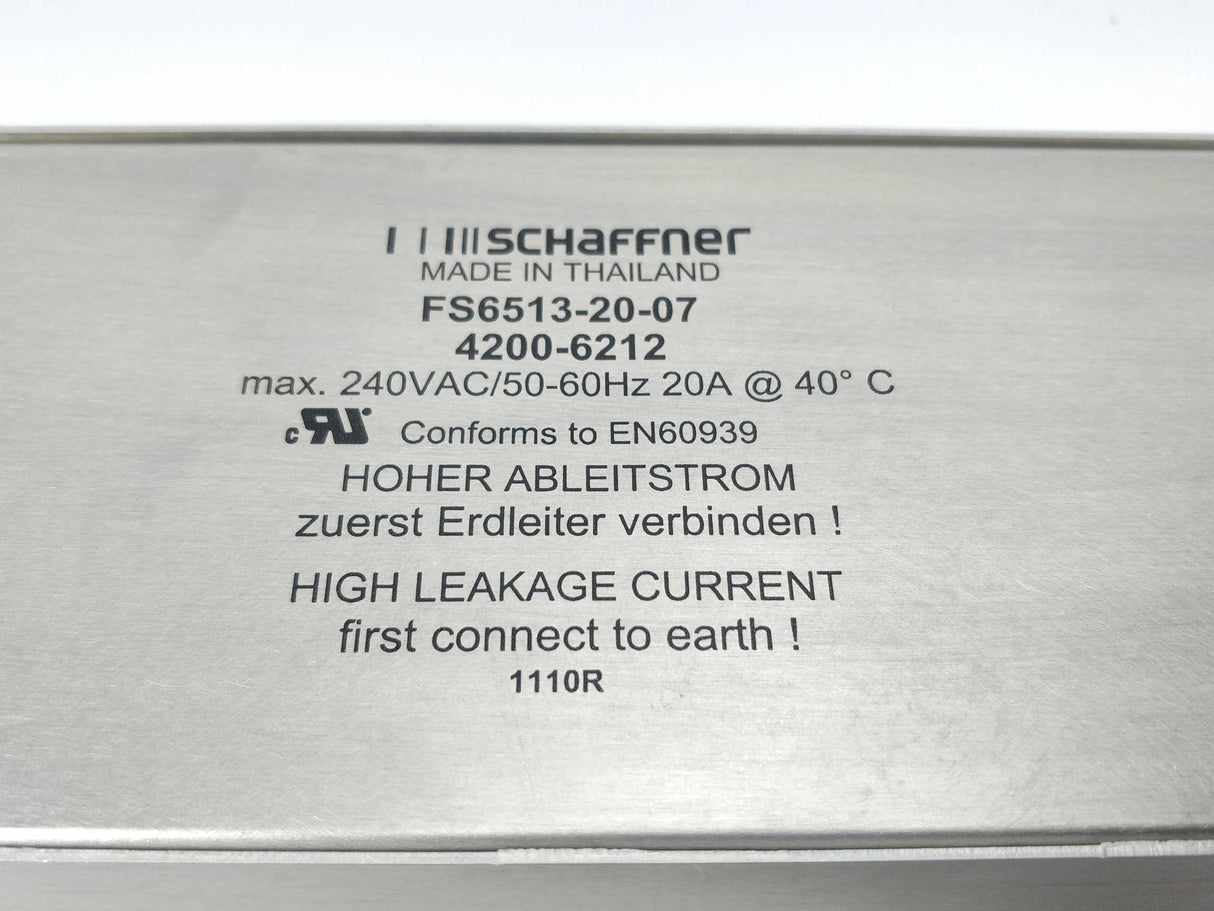 SCHAFFNER
MADE IN THAILAND
FS6513-20-07
4200-6212
max. 240VAC/50-60Hz 20A @ 40° C
c RU Conforms to EN60939
HOHER ABLEITSTROM
zuerst Erdleiter verbinden !
HIGH LEAKAGE CURRENT
first connect to earth !
1110R